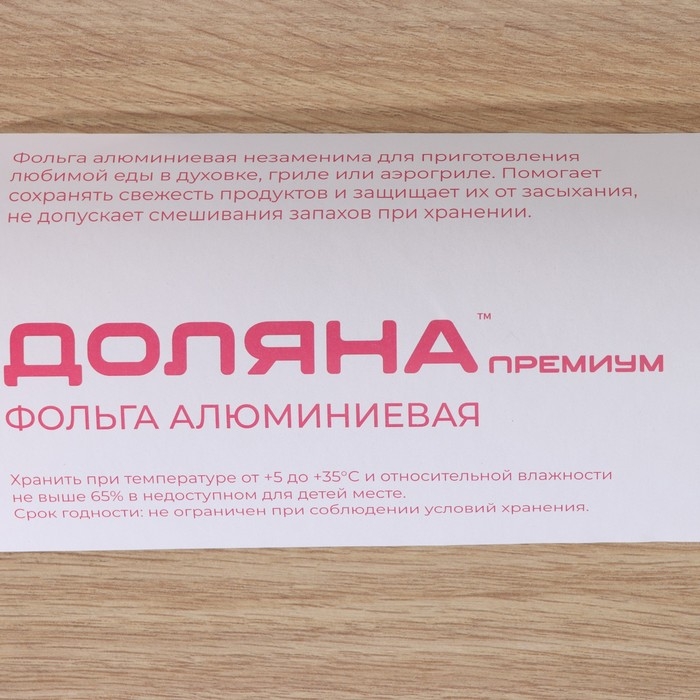 Фольга алюминиевая незаменима для приготовления
любимой еды в духовке, гриле или аэрогриле. Помогает
сохранять свежесть продуктов и защищает их от засыхания,
не допускает смешивания запахов при хранении.
ДОЛЯНА™ ПРЕМИУМ
ФОЛЬГА АЛЮМИНИЕВАЯ
Хранить при температуре от +5 до +35°С и относительной влажности
не выше 65% в недоступном для детей месте.
Срок годности: не ограничен при соблюдении условий хранения.